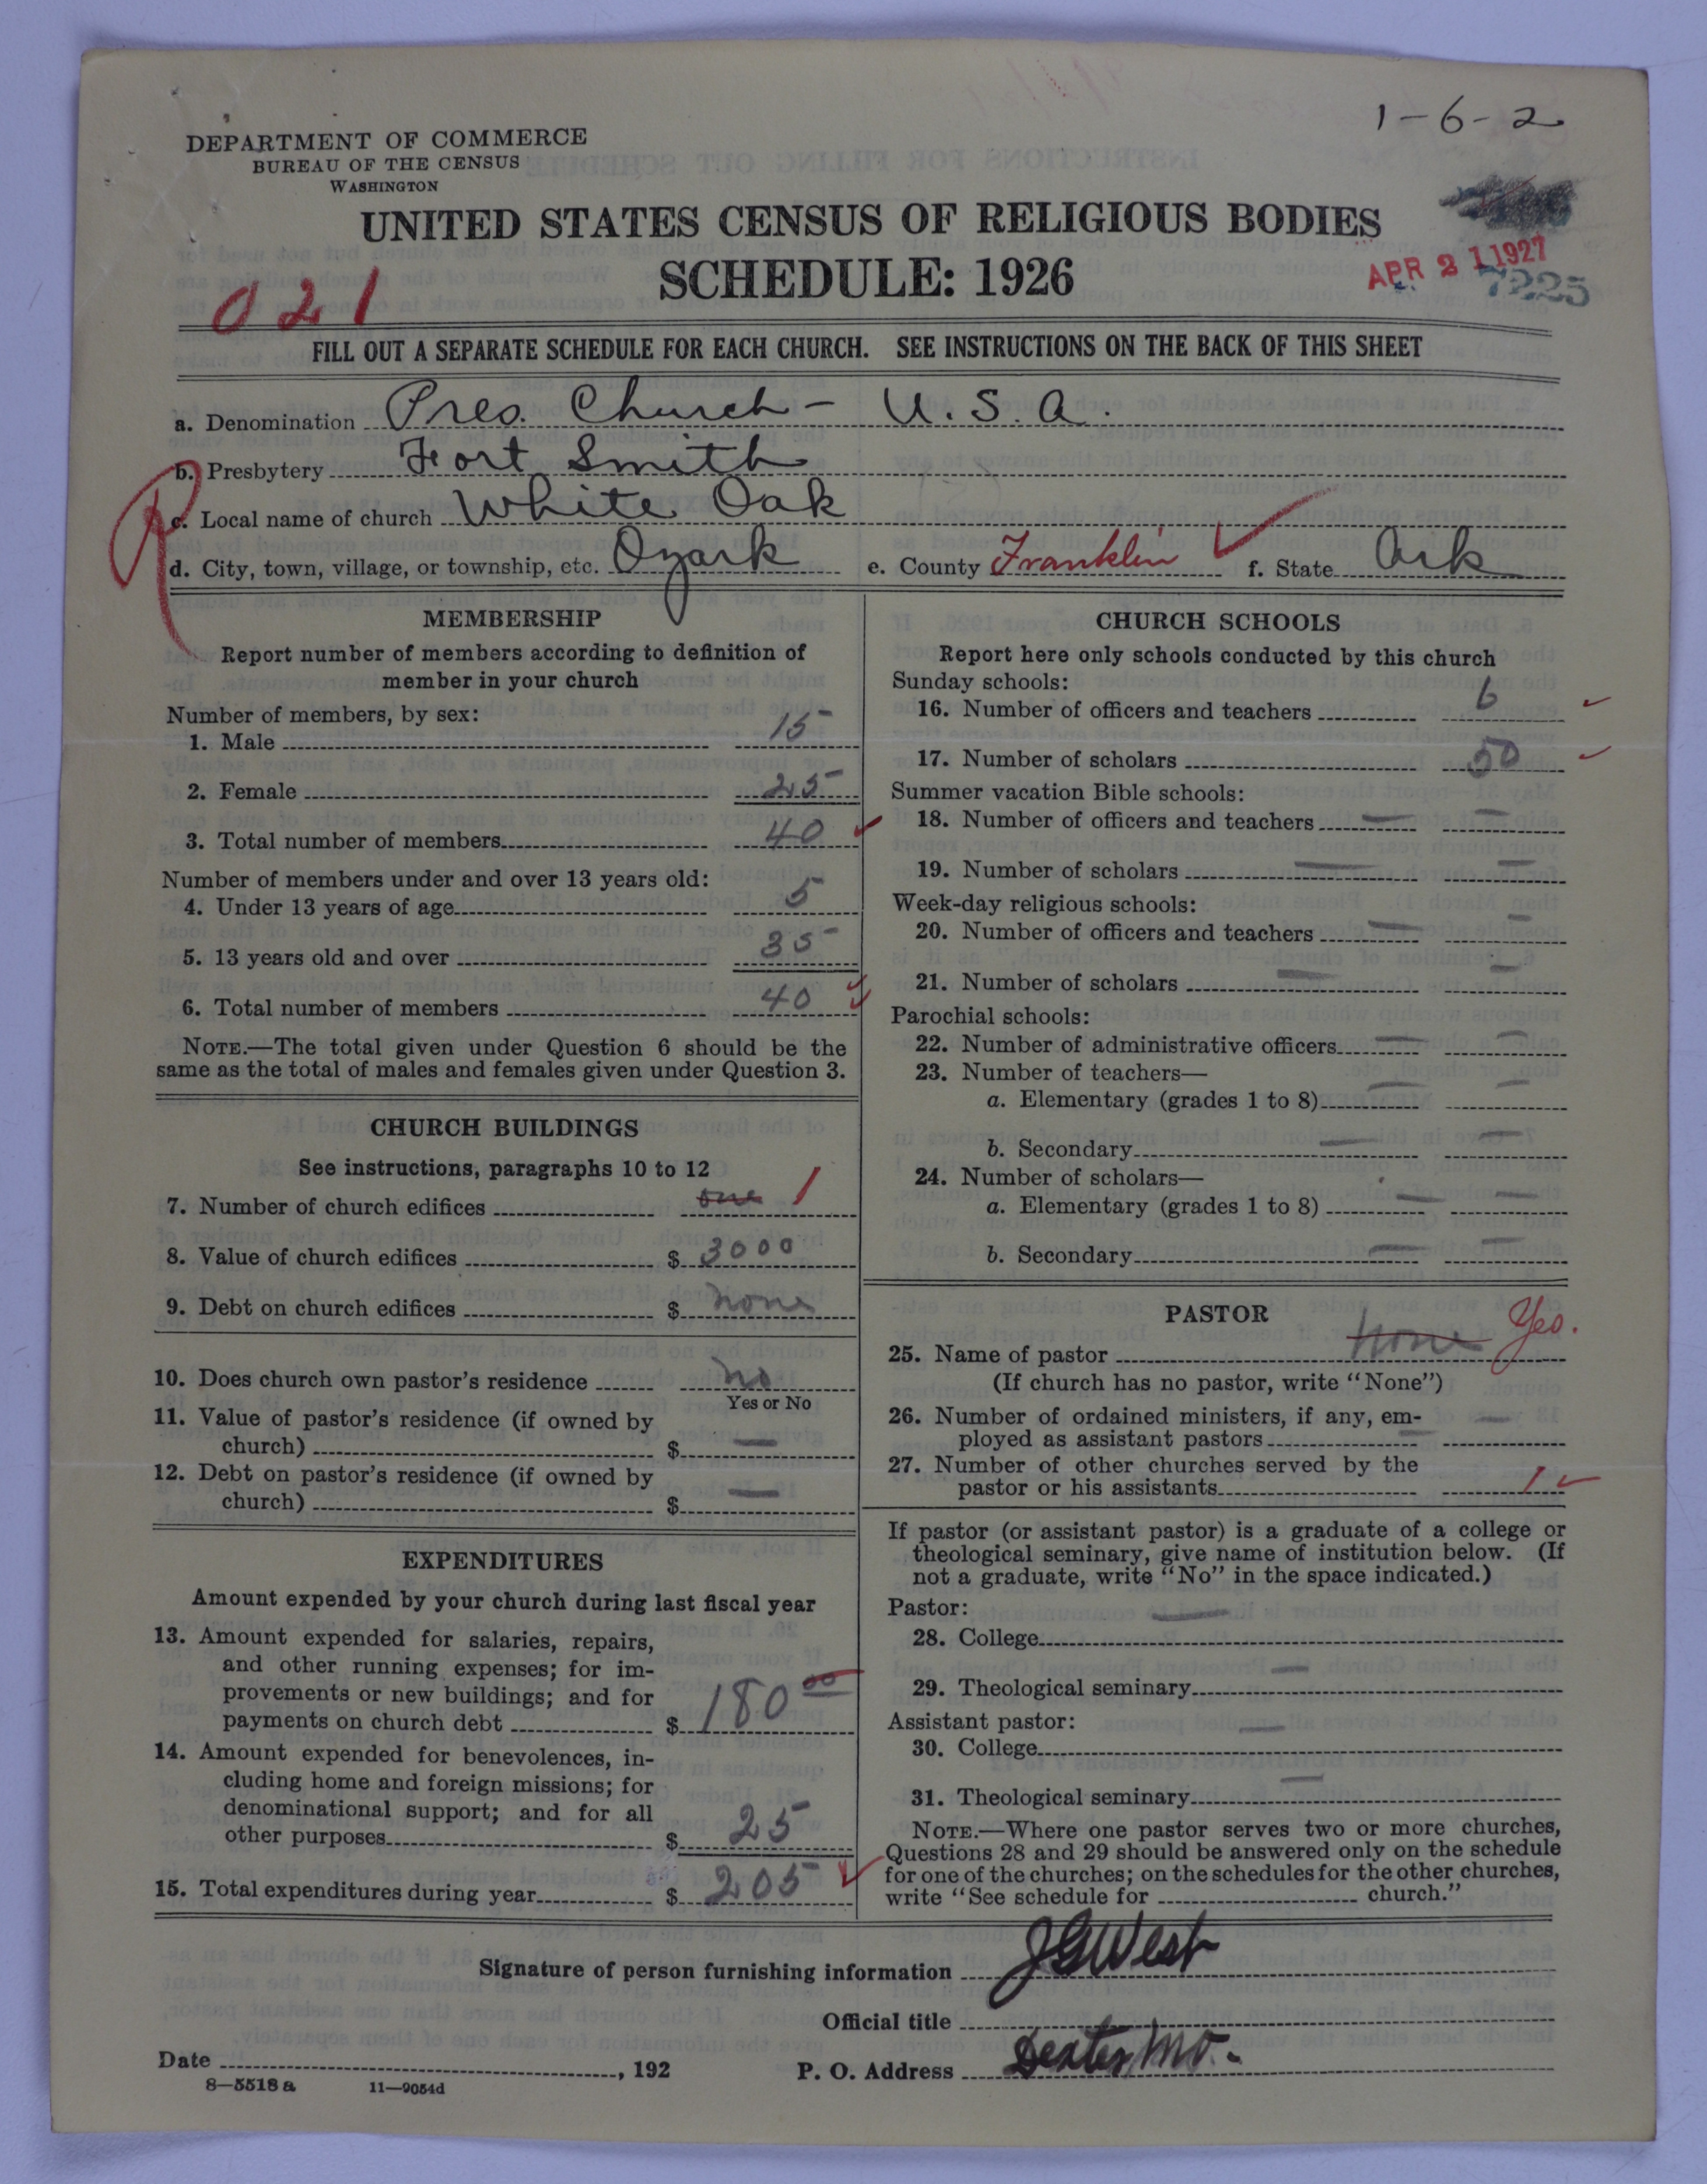 1-6-2
DEPARTMENT OF COMMERCE
BUREAU OF THE CENSUS
WASHINGTON
UNITED STATES CENSUS OF RELIGIOUS BODIES
SCHEDULE: 1926
APR 21 1927
7225
021
FILL OUT A SEPARATE SCHEDULE FOR EACH CHURCH. SEE INSTRUCTIONS ON THE BACK OF THIS SHEET
a. Denomination Pres. Church - U.S.A.
b. Presbytery Fort Smith
R
c. Local name of church White Oak
d. City, town, village, or township, etc. Ozark e. County Franklin f. State Ark
MEMBERSHIP
Report number of members according to definition of
member in your church
Number of members, by sex:
1. Male 15
2. Female 25
3. Total number of members 40
Number of members under and over 13 years old:
4. Under 13 years of age 5
5. 13 years old and over 35
6. Total number of members 40
NOTE.—The total given under Question 6 should be the
same as the total of males and females given under Question 3.
CHURCH BUILDINGS
See instructions, paragraphs 10 to 12
7. Number of church edifices one 1
8. Value of church edifices $ 3000
9. Debt on church edifices $ none
10. Does church own pastor's residence no
Yes or No
11. Value of pastor's residence (if owned by
church) $ —
12. Debt on pastor's residence (if owned by
church) $ —
EXPENDITURES
Amount expended by your church during last fiscal year
13. Amount expended for salaries, repairs,
and other running expenses; for im-
provements or new buildings; and for
payments on church debt $ 180 00
14. Amount expended for benevolences, in-
cluding home and foreign missions; for
denominational support; and for all
other purposes $ 25
15. Total expenditures during year $ 205
CHURCH SCHOOLS
Report here only schools conducted by this church
Sunday schools:
16. Number of officers and teachers 6
17. Number of scholars 50
Summer vacation Bible schools:
18. Number of officers and teachers — —
19. Number of scholars — —
Week-day religious schools:
20. Number of officers and teachers — —
21. Number of scholars — —
Parochial schools:
22. Number of administrative officers — —
23. Number of teachers—
a. Elementary (grades 1 to 8) — —
b. Secondary — —
24. Number of scholars—
a. Elementary (grades 1 to 8) — —
b. Secondary — —
PASTOR
25. Name of pastor none Yes.
(If church has no pastor, write "None")
26. Number of ordained ministers, if any, em-
ployed as assistant pastors — —
27. Number of other churches served by the
pastor or his assistants 1
If pastor (or assistant pastor) is a graduate of a college or
theological seminary, give name of institution below. (If
not a graduate, write "No" in the space indicated.)
Pastor:
28. College —
29. Theological seminary —
Assistant pastor:
30. College —
31. Theological seminary —
NOTE.—Where one pastor serves two or more churches,
Questions 28 and 29 should be answered only on the schedule
for one of the churches; on the schedules for the other churches,
write "See schedule for church."
Signature of person furnishing information J G West
Official title
Date , 192 P. O. Address Dexter, Mo.
8—5518 a 11—9054d